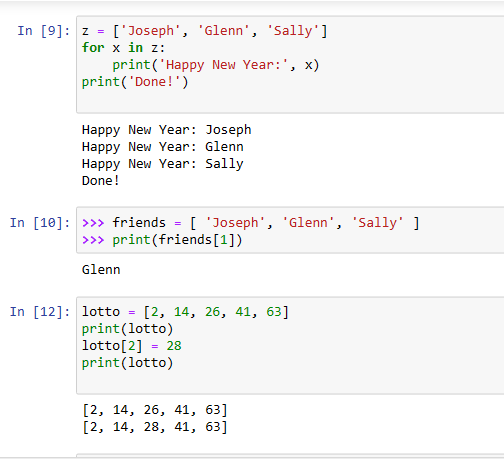 In [9]: z = ['Joseph', 'Glenn', 'Sally']
for x in z:
    print('Happy New Year:', x)
print('Done!')
Happy New Year: Joseph
Happy New Year: Glenn
Happy New Year: Sally
Done!
In [10]: >>> friends = [ 'Joseph', 'Glenn', 'Sally' ]
>>> print(friends[1])
Glenn
In [12]: lotto = [2, 14, 26, 41, 63]
print(lotto)
lotto[2] = 28
print(lotto)
[2, 14, 26, 41, 63]
[2, 14, 28, 41, 63]